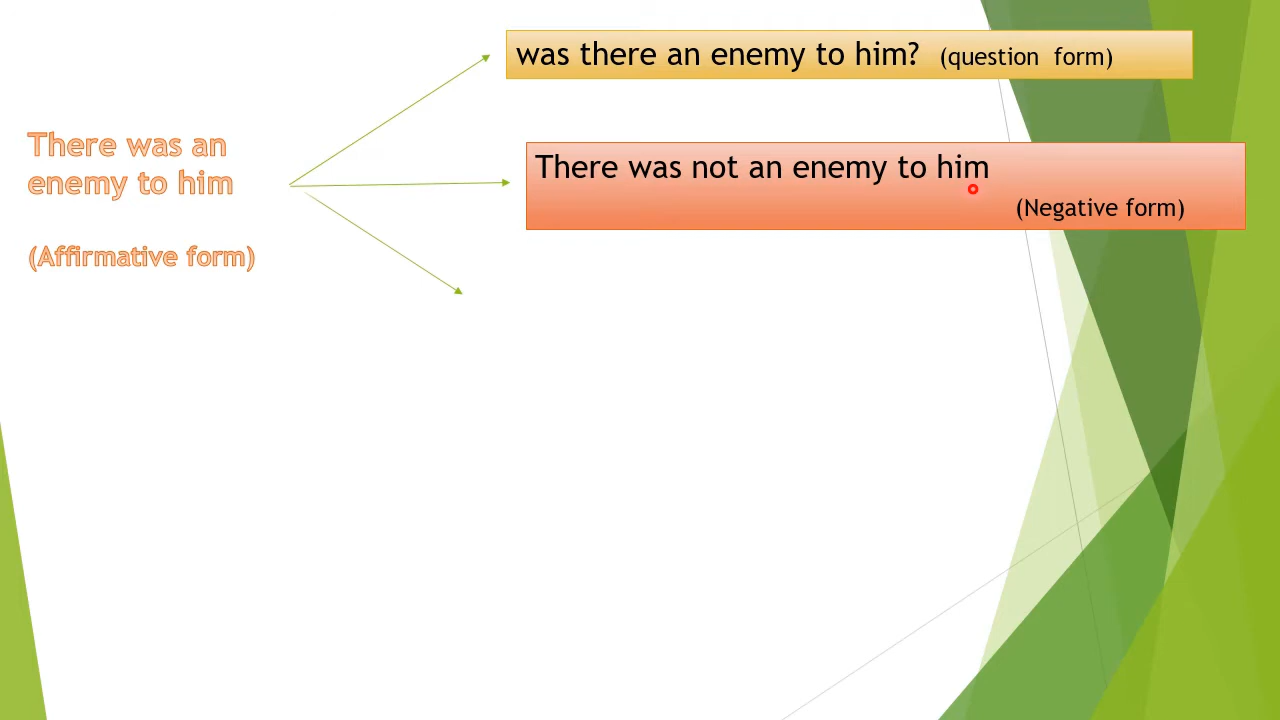 There was an
enemy to him
(Affirmative form)
was there an enemy to him? (question form)
There was not an enemy to him
(Negative form)